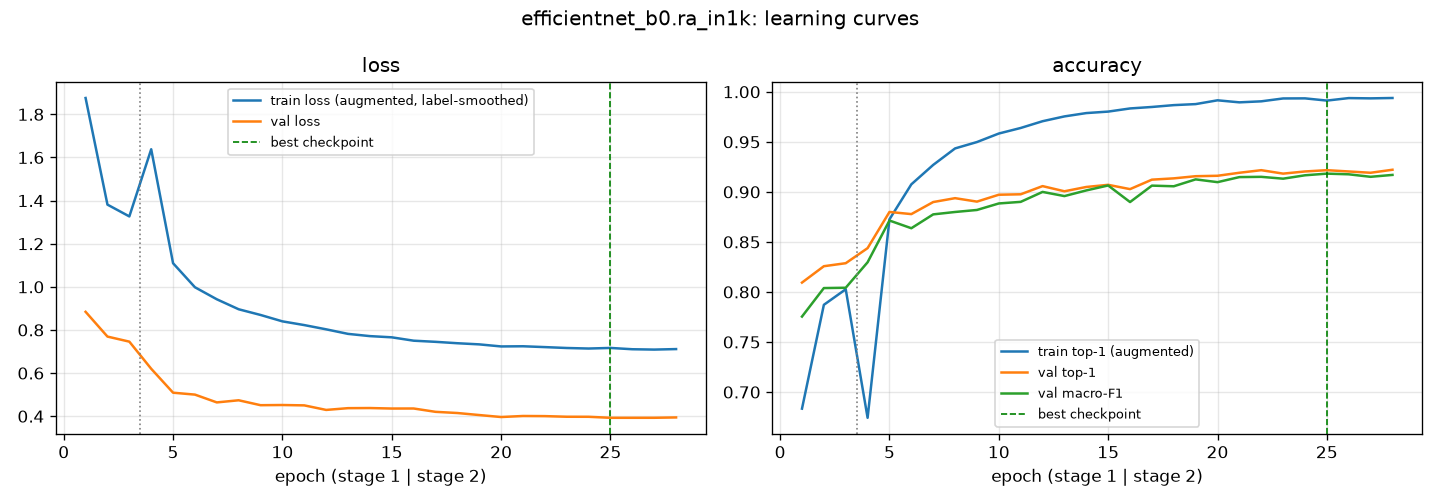 efficientnet_b0.ra_in1k: learning curves
loss
train loss (augmented, label-smoothed)
val loss
best checkpoint
1.8
1.6
1.4
1.2
1.0
0.8
0.6
0.4
0
5
10
15
20
25
epoch (stage 1 | stage 2)
accuracy
1.00
0.95
0.90
0.85
0.80
0.75
0.70
train top-1 (augmented)
val top-1
val macro-F1
best checkpoint
0
5
10
15
20
25
epoch (stage 1 | stage 2)